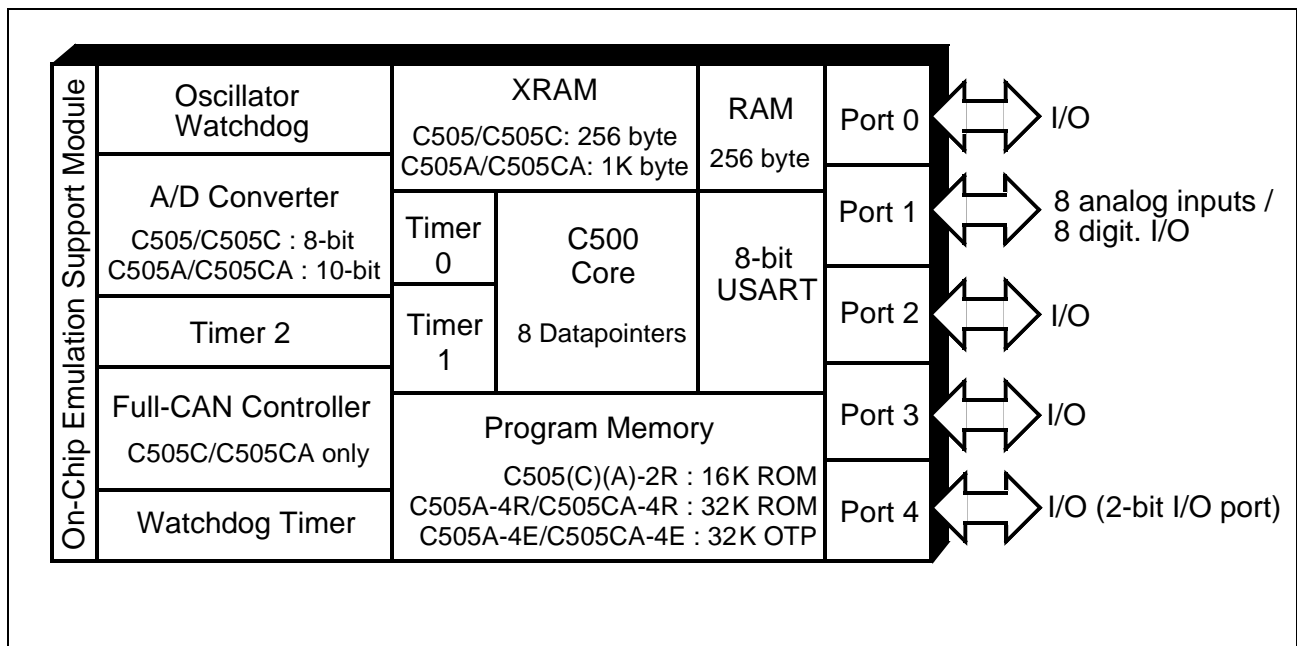 On-Chip Emulation Support Module
Oscillator
Watchdog
A/D Converter
C505/C505C : 8-bit
C505A/C505CA : 10-bit
Timer 2
Full-CAN Controller
C505C/C505CA only
Watchdog Timer
XRAM
C505/C505C: 256 byte
C505A/C505CA: 1K byte
RAM
256 byte
Timer
0
Timer
1
C500
Core
8 Datapointers
8-bit
USART
Program Memory
C505(C)(A)-2R : 16K ROM
C505A-4R/C505CA-4R : 32K ROM
C505A-4E/C505CA-4E : 32K OTP
Port 0
I/O
Port 1
8 analog inputs /
8 digit. I/O
Port 2
I/O
Port 3
I/O
Port 4
I/O (2-bit I/O port)